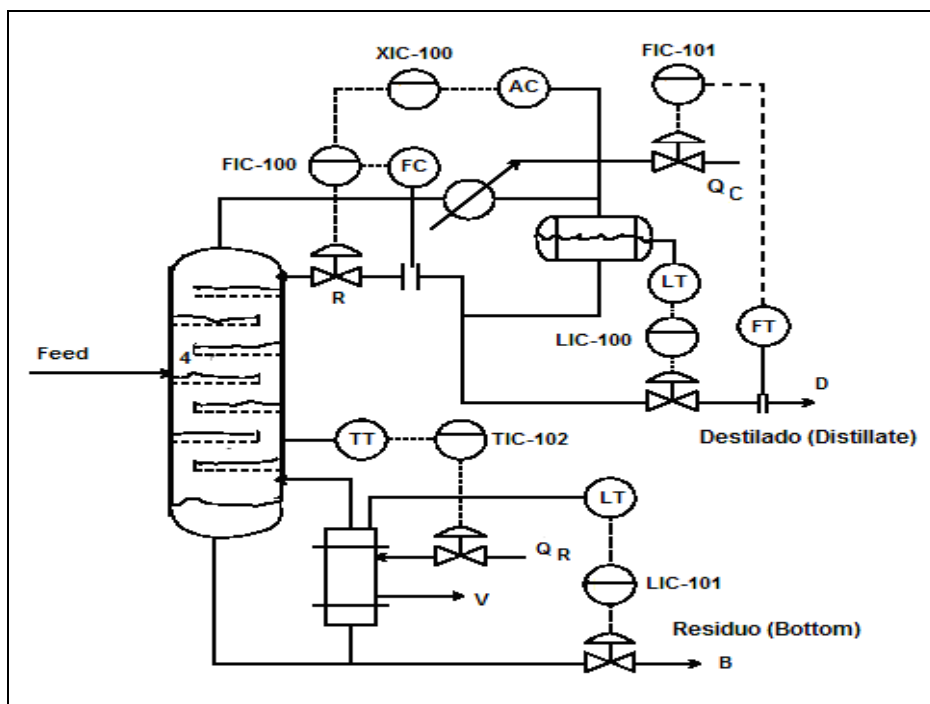 XIC-100
FIC-101
AC
FIC-100
FC
Q C
R
LT
LIC-100
FT
Feed
4
D
Destilado (Distillate)
TT
TIC-102
LT
Q R
LIC-101
V
Residuo (Bottom)
B